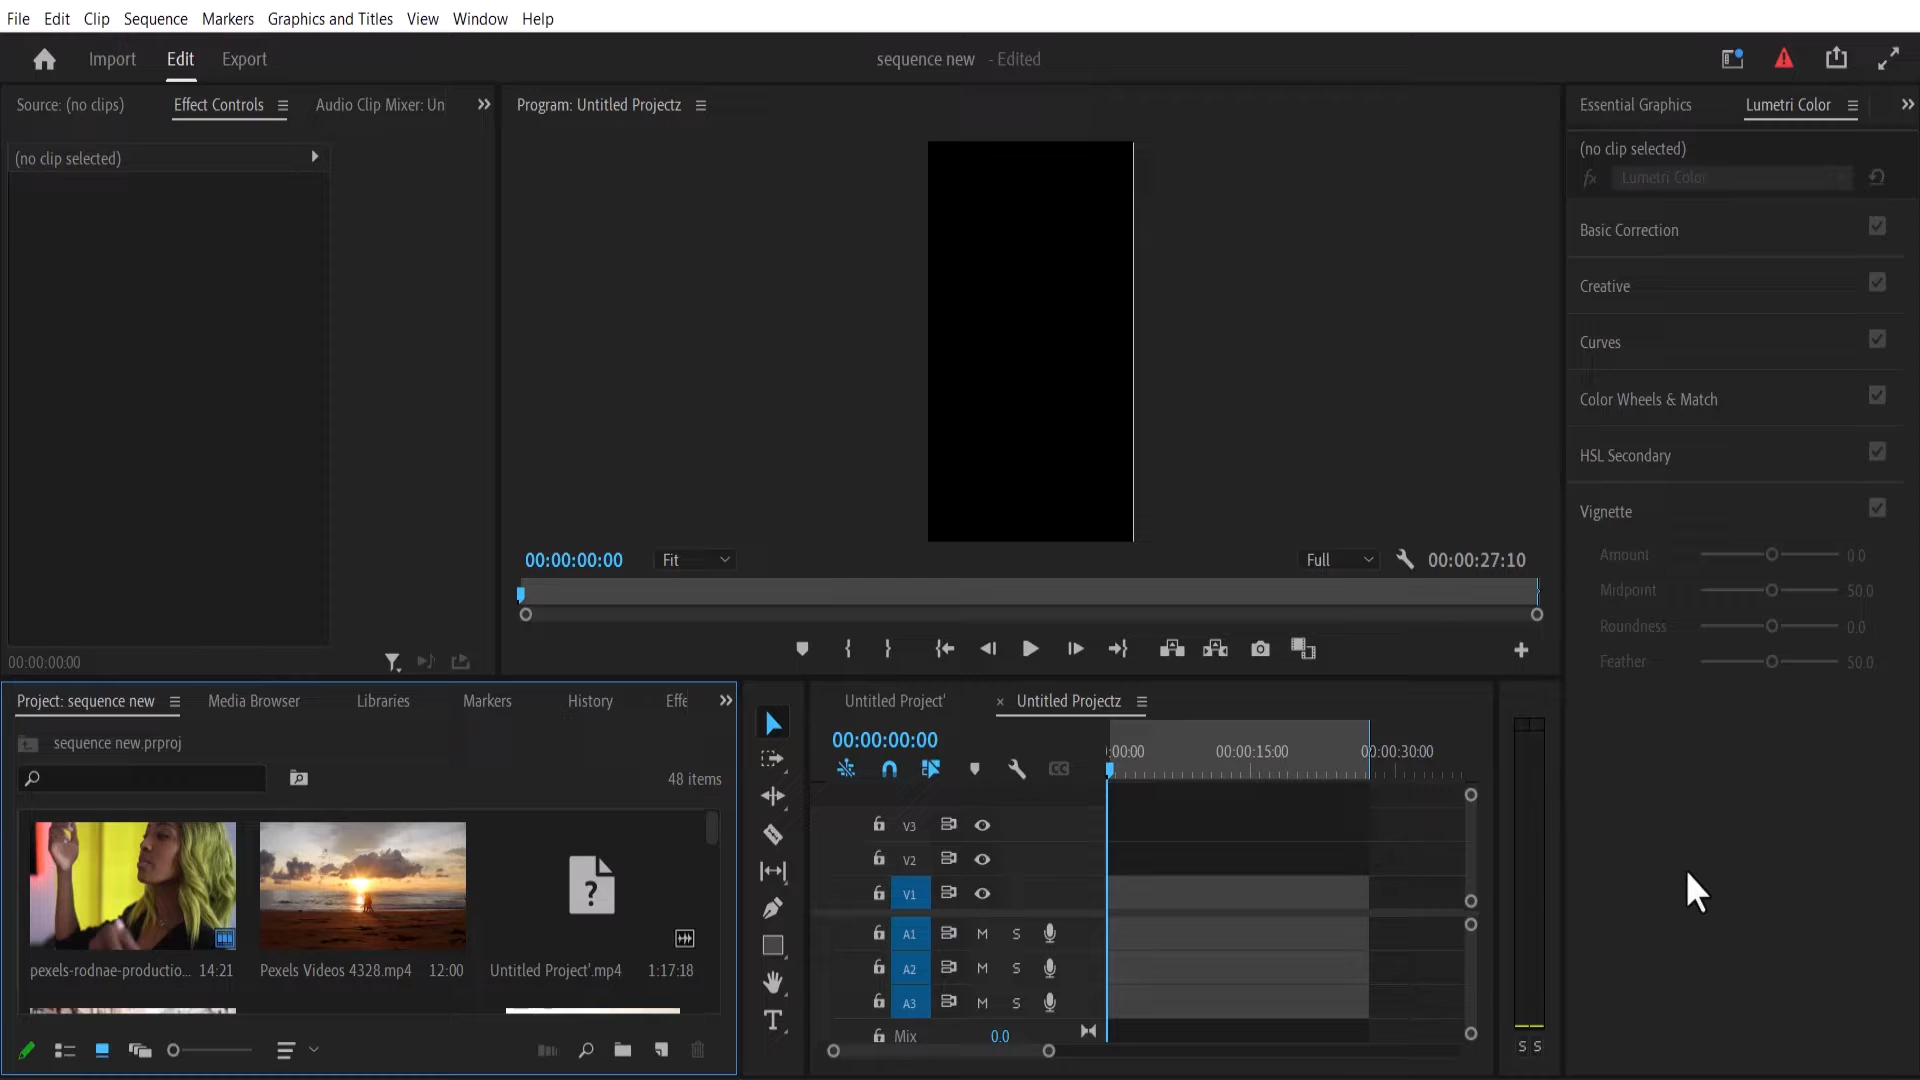 File Edit Clip Sequence Markers Graphics and Titles View Window Help
Import Edit Export sequence new - Edited
Source: (no clips) Effect Controls Audio Clip Mixer: Un
Program: Untitled Projectz
Essential Graphics Lumetri Color
(no clip selected)
(no clip selected)
fx Lumetri Color
Basic Correction
Creative
Curves
Color Wheels & Match
HSL Secondary
Vignette
Amount 0.0
Midpoint 50.0
Roundness 0.0
Feather 50.0
00:00:00:00 Fit Full 00:00:27:10
00:00:00:00
Project: sequence new Media Browser Libraries Markers History Effe
sequence new.prproj
48 items
pexels-rodnae-productio... 14:21
Pexels Videos 4328.mp4 12:00
Untitled Project'.mp4 1:17:18
Untitled Project' × Untitled Projectz
00:00:00:00
:00:00 00:00:15:00 00:00:30:00
CC
V3
V2
V1
A1 M S
A2 M S
A3 M S
Mix 0.0
S S